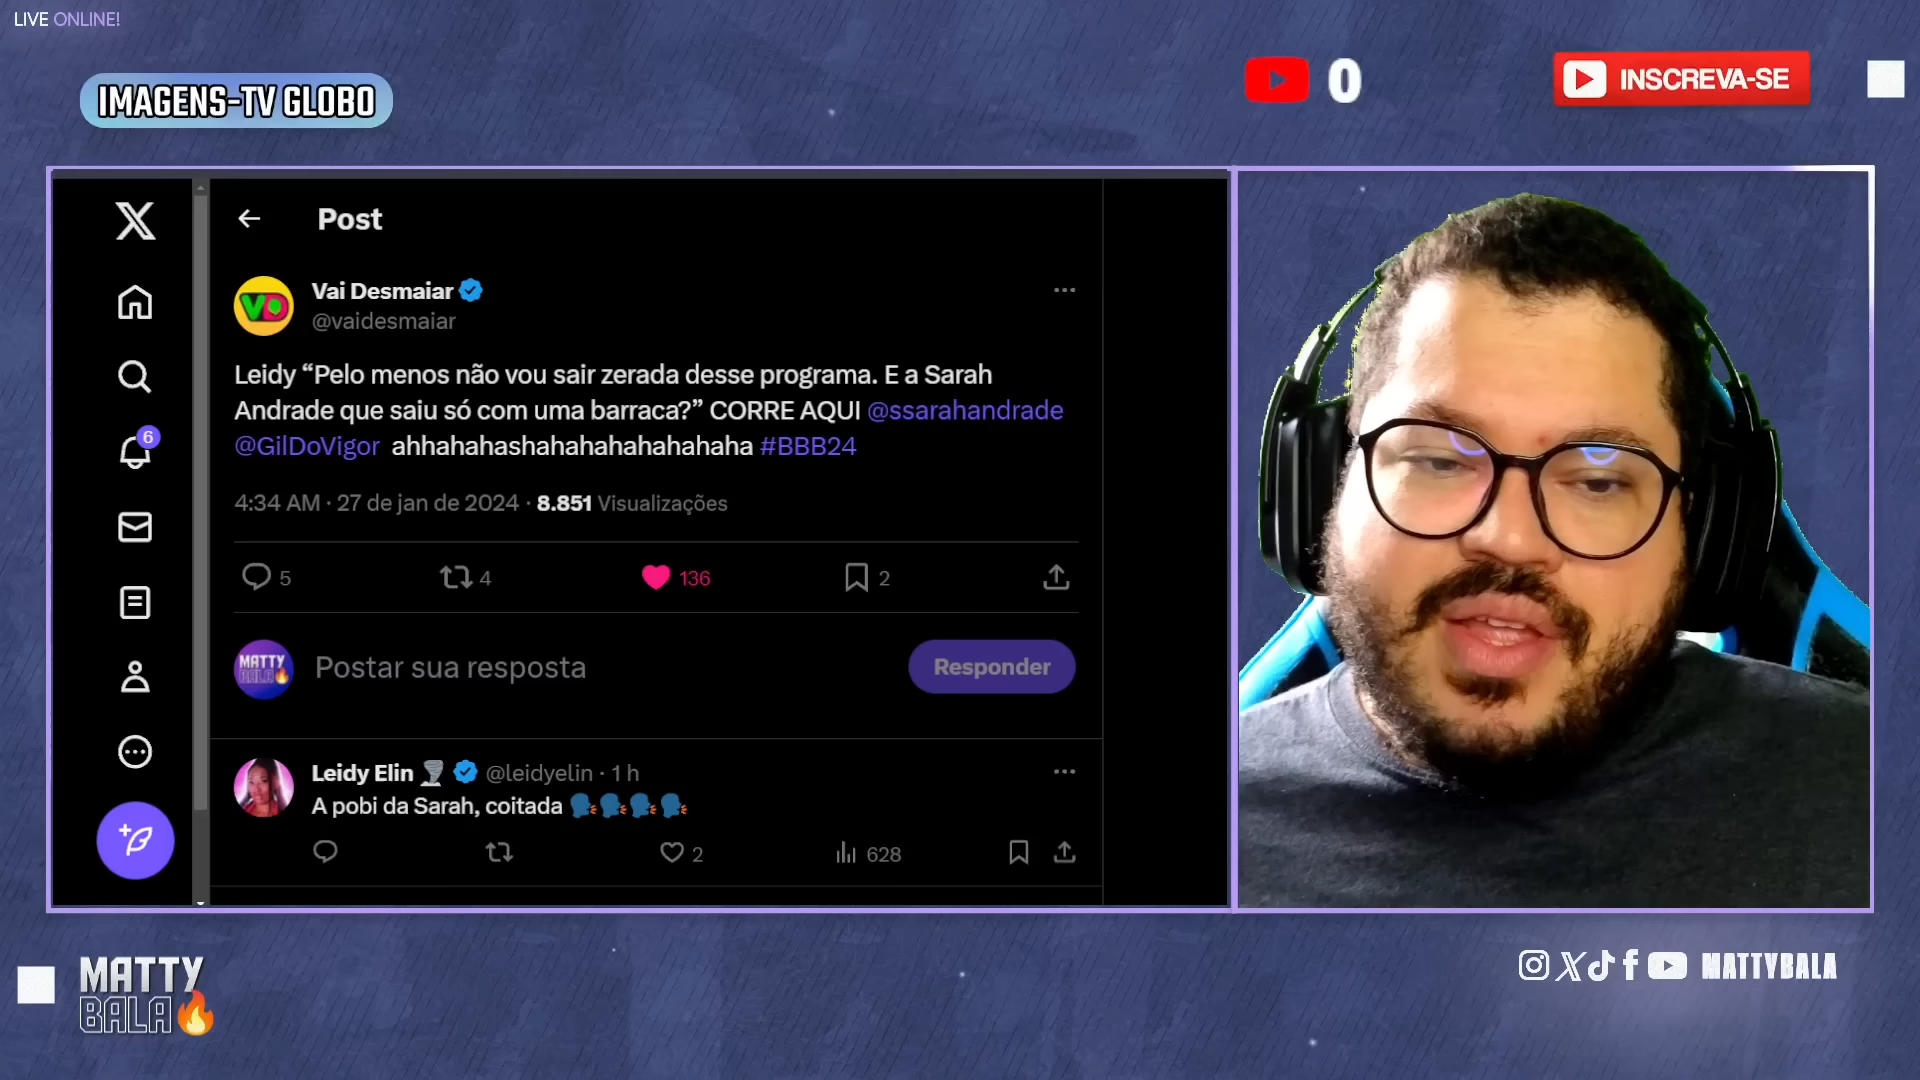 LIVE ONLINE!
IMAGENS-TV GLOBO
0
INSCREVA-SE
Post
Vai Desmaiar
@vaidesmaiar
Leidy “Pelo menos não vou sair zerada desse programa. E a Sarah
Andrade que saiu só com uma barraca?” CORRE AQUI @ssarahandrade
@GilDoVigor ahhahahashahahahahahahaha #BBB24
4:34 AM · 27 de jan de 2024 · 8.851 Visualizações
5 4 136 2
6
MATTY BALA
Postar sua resposta
Responder
Leidy Elin @leidyelin · 1 h
A pobi da Sarah, coitada
2 628
MATTY
BALA
MATTYBALA